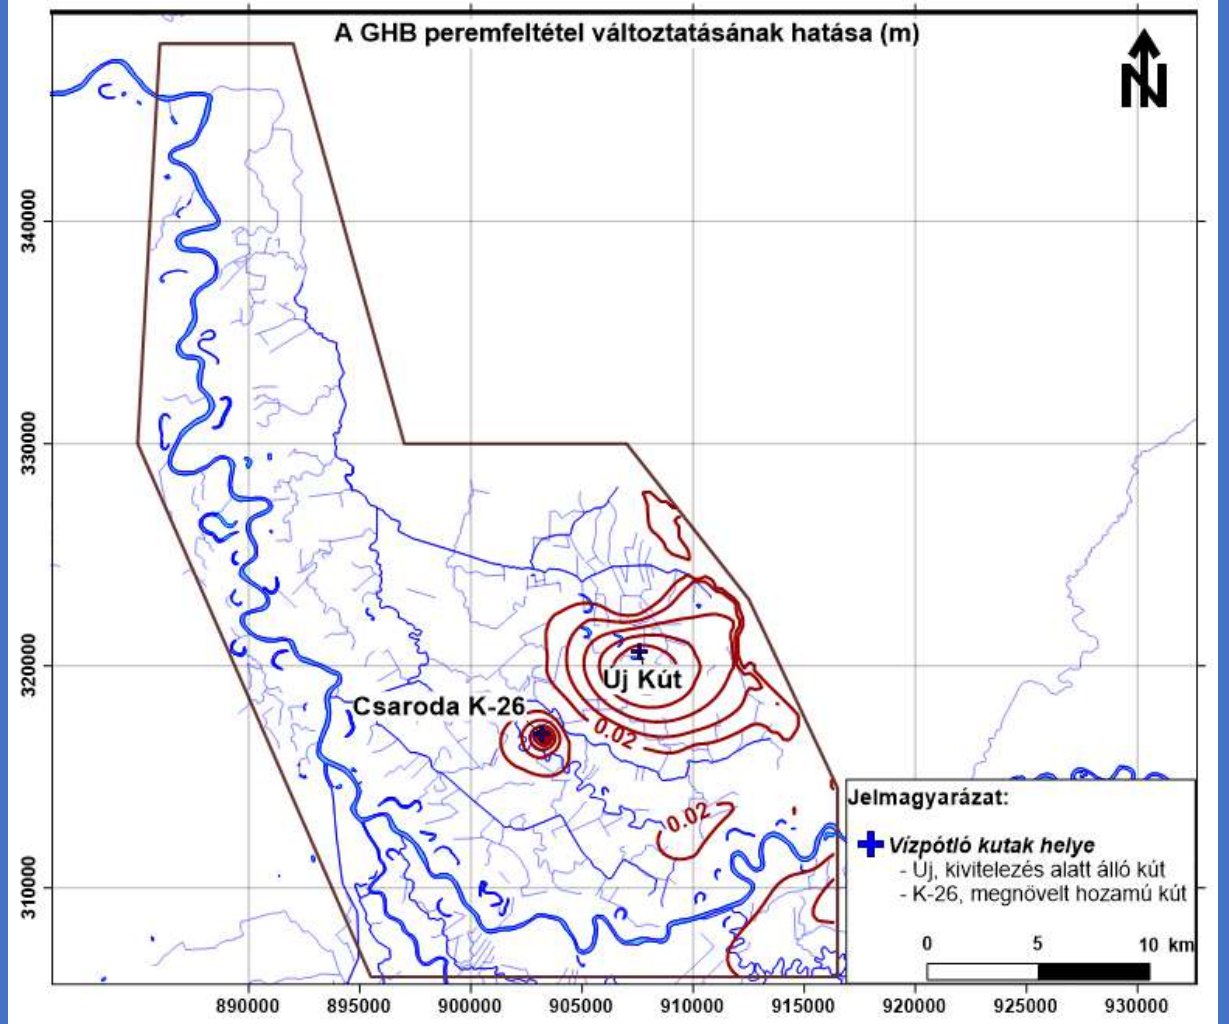 A GHB peremfeltétel változtatásának hatása (m)
N
340000
330000
320000
310000
Új Kút
Csaroda K-26
0.02
0.02
Jelmagyarázat:
Vízpótló kutak helye
- Új, kivitelezés alatt álló kút
- K-26, megnövelt hozamú kút
0 5 10 km
890000 895000 900000 905000 910000 915000 920000 925000 930000